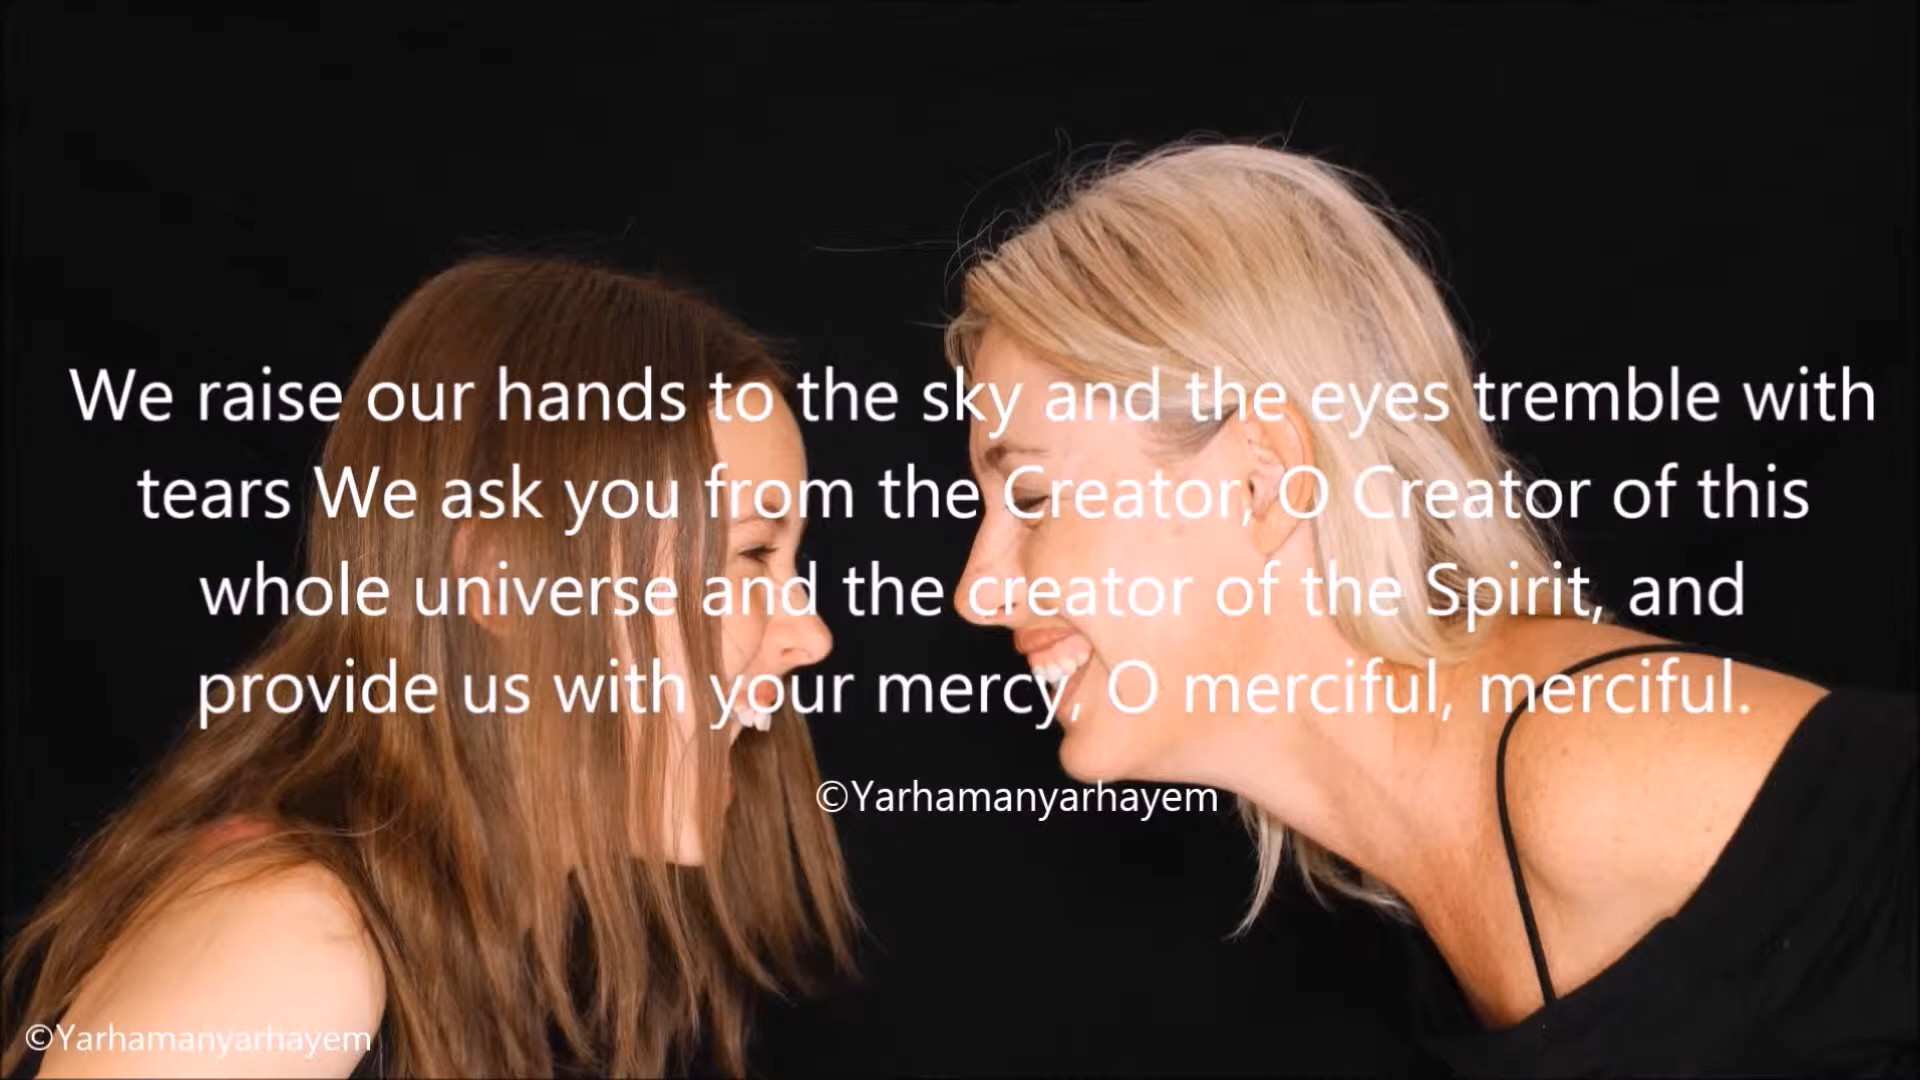 We raise our hands to the sky and the eyes tremble with
tears We ask you from the Creator, O Creator of this
whole universe and the creator of the Spirit, and
provide us with your mercy, O merciful, merciful.
©Yarhamanyarhayem
©Yarhamanyarhayem